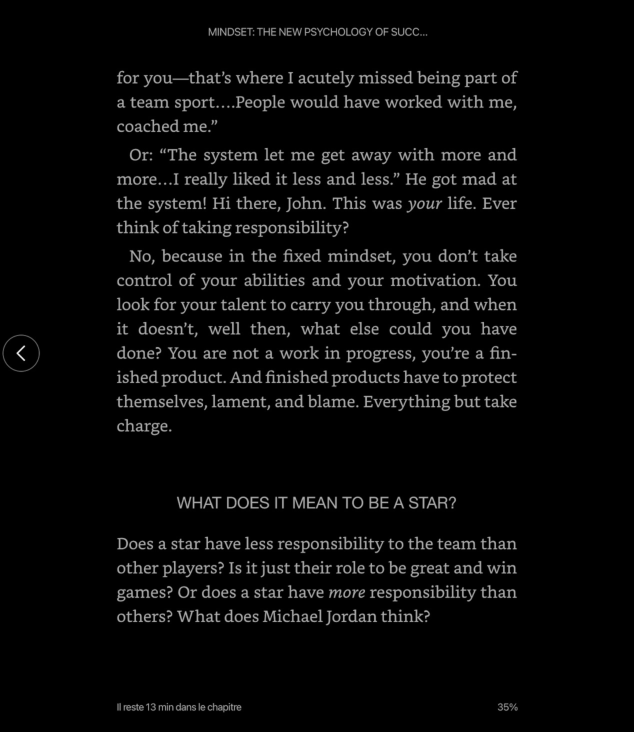 MINDSET: THE NEW PSYCHOLOGY OF SUCC...
for you—that’s where I acutely missed being part of
a team sport….People would have worked with me,
coached me.”
Or: “The system let me get away with more and
more…I really liked it less and less.” He got mad at
the system! Hi there, John. This was your life. Ever
think of taking responsibility?
No, because in the fixed mindset, you don’t take
control of your abilities and your motivation. You
look for your talent to carry you through, and when
it doesn’t, well then, what else could you have
done? You are not a work in progress, you’re a fin-
ished product. And finished products have to protect
themselves, lament, and blame. Everything but take
charge.
WHAT DOES IT MEAN TO BE A STAR?
Does a star have less responsibility to the team than
other players? Is it just their role to be great and win
games? Or does a star have more responsibility than
others? What does Michael Jordan think?
Il reste 13 min dans le chapitre
35%